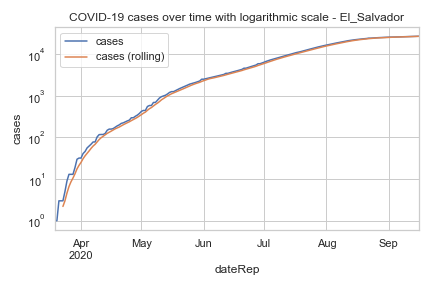 COVID-19 cases over time with logarithmic scale - El_Salvador
cases
cases (rolling)
10^4
10^3
10^2
10^1
10^0
cases
Apr
2020
May
Jun
Jul
Aug
Sep
dateRep